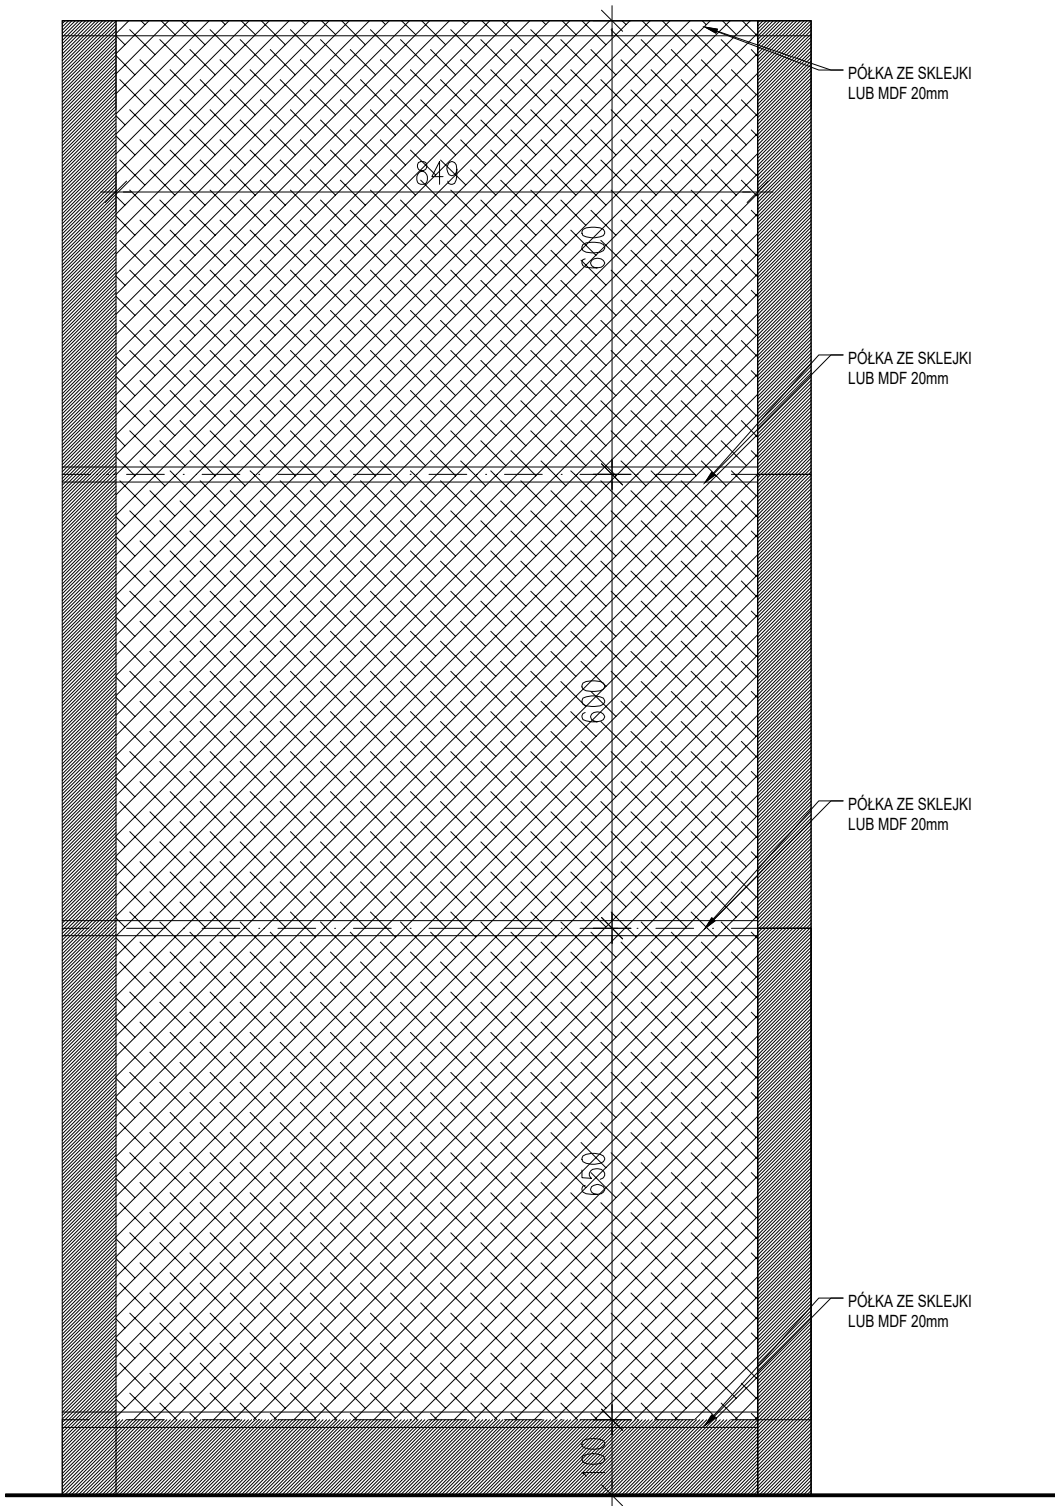 PÓŁKA ZE SKLEJKI
LUB MDF 20mm
849
600
PÓŁKA ZE SKLEJKI
LUB MDF 20mm
600
PÓŁKA ZE SKLEJKI
LUB MDF 20mm
650
PÓŁKA ZE SKLEJKI
LUB MDF 20mm
100